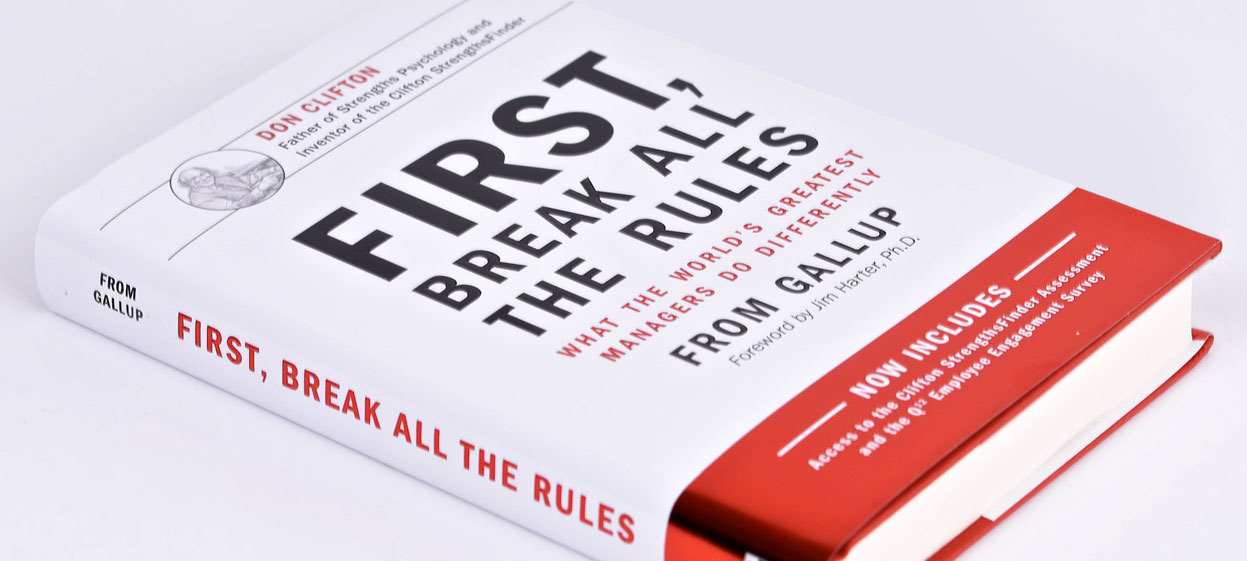 DON CLIFTON
Father of Strengths Psychology and
Inventor of the Clifton StrengthsFinder
FIRST,
BREAK ALL
THE RULES
WHAT THE WORLD'S GREATEST
MANAGERS DO DIFFERENTLY
FROM GALLUP
Foreword by Jim Harter, Ph.D.
NOW INCLUDES
Access to the Clifton StrengthsFinder Assessment
and the Q¹² Employee Engagement Survey
FROM
GALLUP
FIRST, BREAK ALL THE RULES